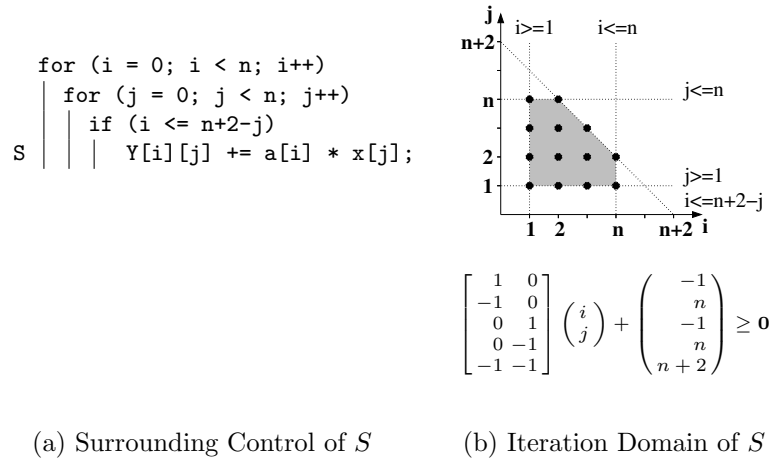 for (i = 0; i < n; i++)
for (j = 0; j < n; j++)
if (i <= n+2-j)
S Y[i][j] += a[i] * x[j];
j i>=1 i<=n
n+2
n j<=n
2
1 j>=1
i<=n+2−j
1 2 n n+2 i
[ 1 0 ; −1 0 ; 0 1 ; 0 −1 ; −1 −1 ] ( i ; j ) + ( −1 ; n ; −1 ; n ; n + 2 ) ≥ 0
(a) Surrounding Control of S
(b) Iteration Domain of S